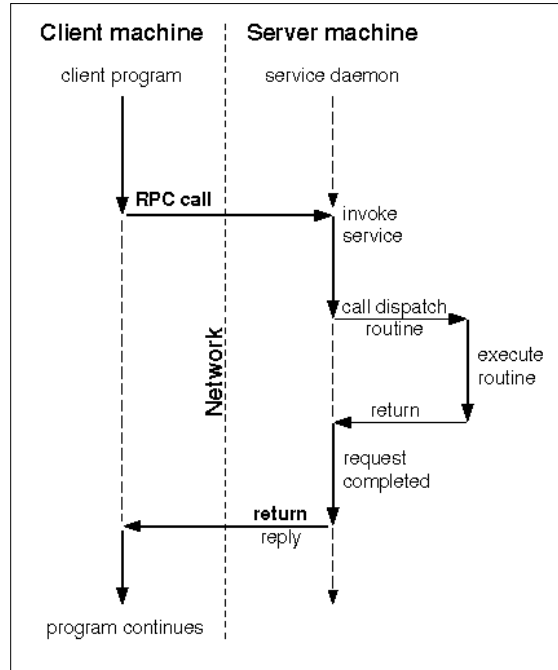 Client machine
Server machine
client program
service daemon
RPC call
invoke
service
call dispatch
routine
execute
routine
Network
return
request
completed
return
reply
program continues